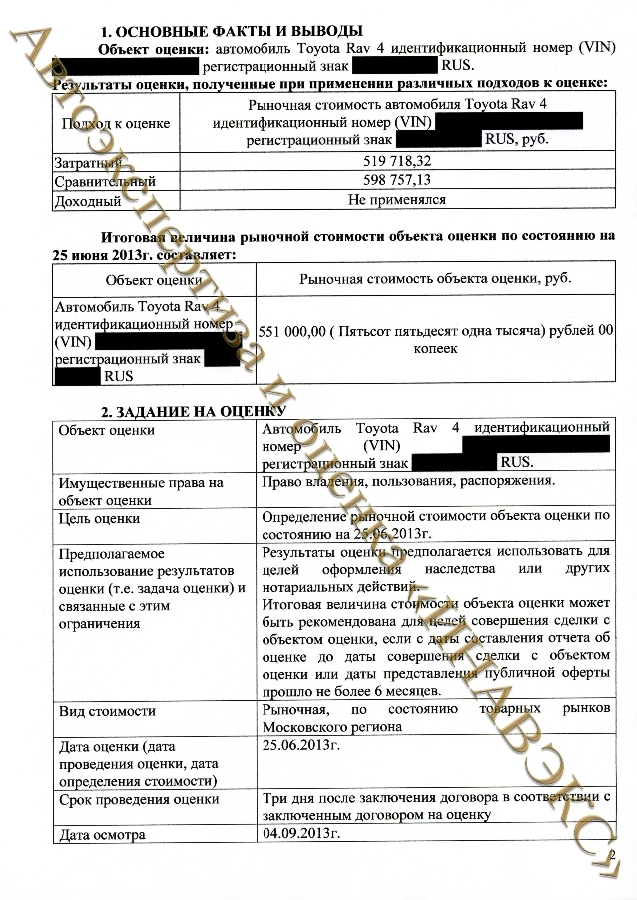 1. ОСНОВНЫЕ ФАКТЫ И ВЫВОДЫ
Объект оценки: автомобиль Toyota Rav 4 идентификационный номер (VIN)
регистрационный знак RUS.
Результаты оценки, полученные при применении различных подходов к оценке:
Подход к оценке
Рыночная стоимость автомобиля Toyota Rav 4
идентификационный номер (VIN)
регистрационный знак RUS, руб.
Затратный 519 718,32
Сравнительный 598 757,13
Доходный Не применялся
Итоговая величина рыночной стоимости объекта оценки по состоянию на
25 июня 2013г. составляет:
Объект оценки Рыночная стоимость объекта оценки, руб.
Автомобиль Toyota Rav 4
идентификационный номер
(VIN)
регистрационный знак
RUS
551 000,00 ( Пятьсот пятьдесят одна тысяча) рублей 00
копеек
2. ЗАДАНИЕ НА ОЦЕНКУ
Объект оценки
Автомобиль Toyota Rav 4 идентификационный
номер (VIN)
регистрационный знак RUS.
Имущественные права на
объект оценки
Право владения, пользования, распоряжения.
Цель оценки
Определение рыночной стоимости объекта оценки по
состоянию на 25.06.2013г.
Предполагаемое
использование результатов
оценки (т.е. задача оценки) и
связанные с этим
ограничения
Результаты оценки предполагается использовать для
целей оформления наследства или других
нотариальных действий.
Итоговая величина стоимости объекта оценки может
быть рекомендована для целей совершения сделки с
объектом оценки, если с даты составления отчета об
оценке до даты совершения сделки с объектом
оценки или даты представления публичной оферты
прошло не более 6 месяцев.
Вид стоимости
Рыночная, по состоянию товарных рынков
Московского региона
Дата оценки (дата
проведения оценки, дата
определения стоимости)
25.06.2013г.
Срок проведения оценки
Три дня после заключения договора в соответствии с
заключенным договором на оценку
Дата осмотра 04.09.2013г.
2
Автоэкспертиза и оценка «ИНАВЭКС»